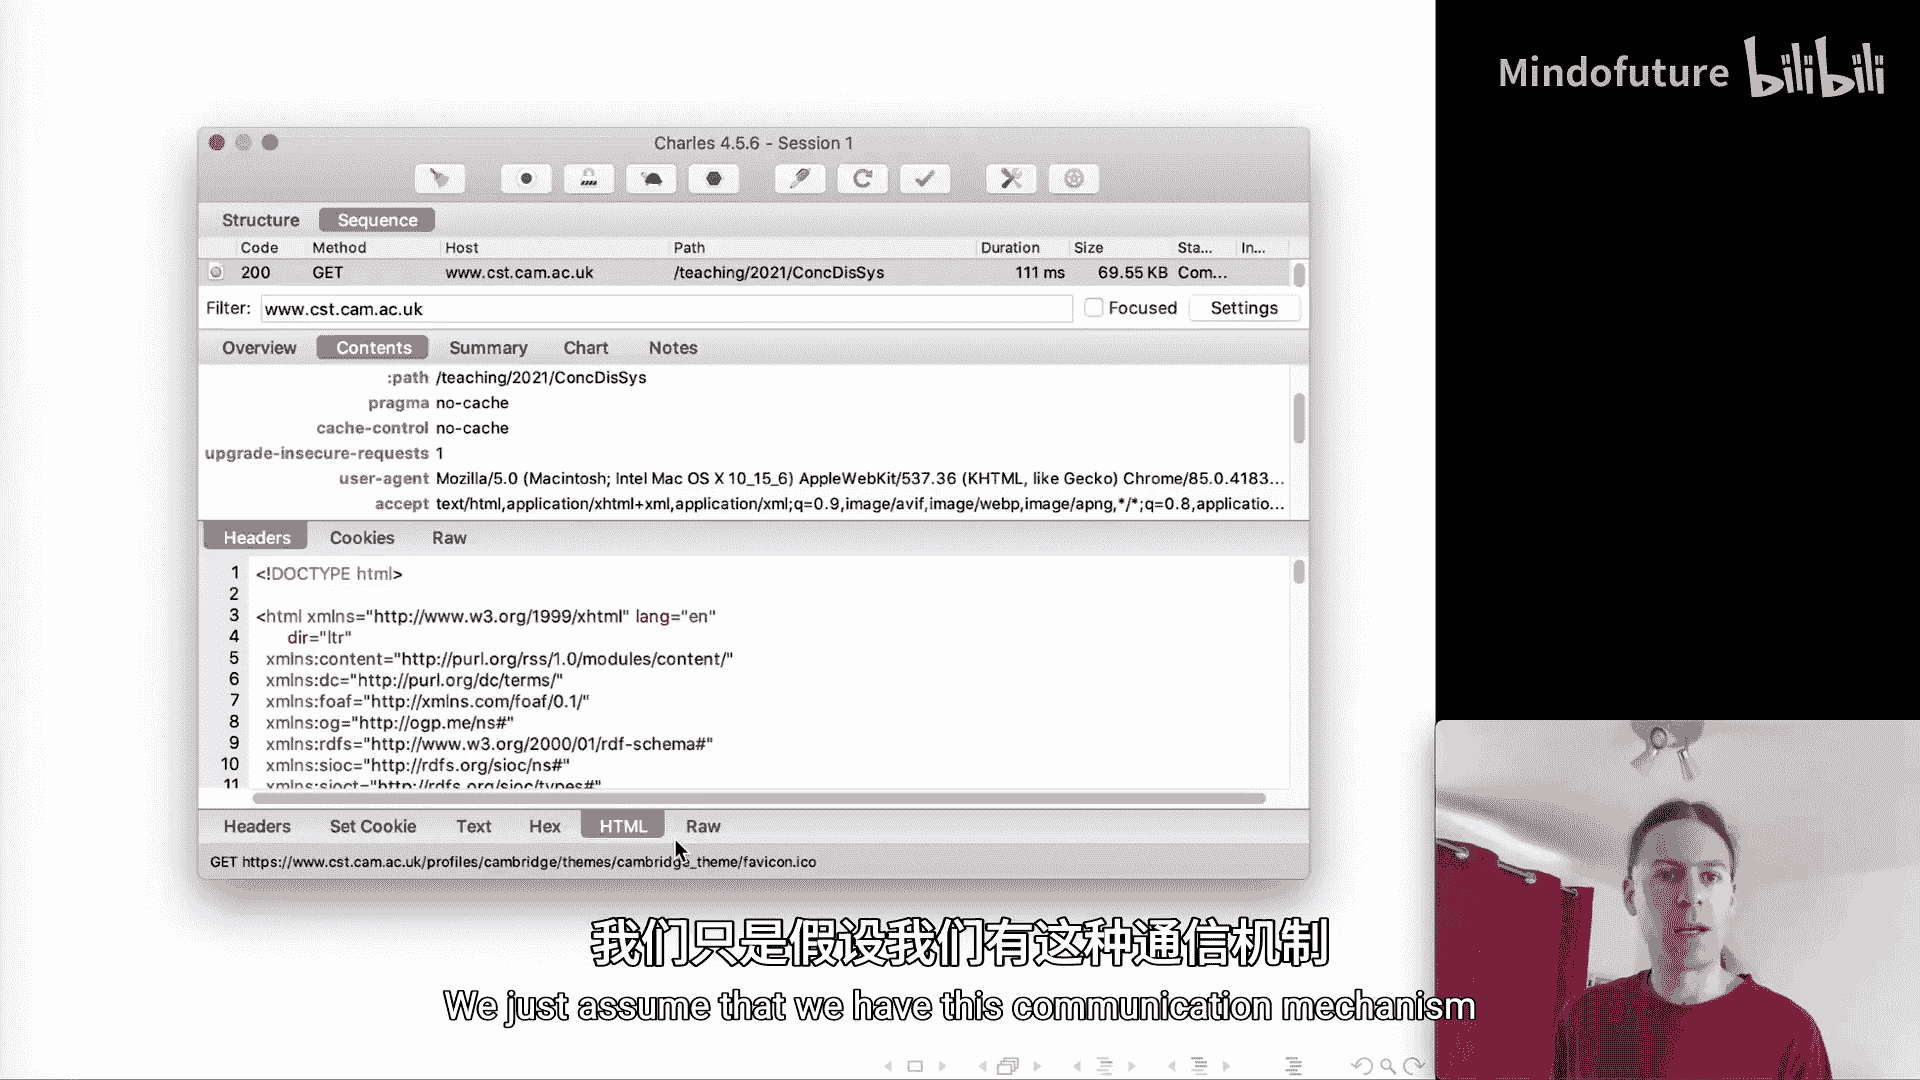 Mindofuture bilibili
Charles 4.5.6 - Session 1
Structure Sequence
Code Method Host Path Duration Size Sta... In...
200 GET www.cst.cam.ac.uk /teaching/2021/ConcDisSys 111 ms 69.55 KB Com...
Filter: www.cst.cam.ac.uk Focused Settings
Overview Contents Summary Chart Notes
:path /teaching/2021/ConcDisSys
pragma no-cache
cache-control no-cache
upgrade-insecure-requests 1
user-agent Mozilla/5.0 (Macintosh; Intel Mac OS X 10_15_6) AppleWebKit/537.36 (KHTML, like Gecko) Chrome/85.0.4183...
accept text/html,application/xhtml+xml,application/xml;q=0.9,image/avif,image/webp,image/apng,*/*;q=0.8,applicatio...
Headers Cookies Raw
1 <!DOCTYPE html>
2
3 <html xmlns="http://www.w3.org/1999/xhtml" lang="en"
4 dir="ltr"
5 xmlns:content="http://purl.org/rss/1.0/modules/content/"
6 xmlns:dc="http://purl.org/dc/terms/"
7 xmlns:foaf="http://xmlns.com/foaf/0.1/"
8 xmlns:og="http://ogp.me/ns#"
9 xmlns:rdfs="http://www.w3.org/2000/01/rdf-schema#"
10 xmlns:sioc="http://rdfs.org/sioc/ns#"
11 xmlns:sioct="http://rdfs.org/sioc/types#"
Headers Set Cookie Text Hex HTML Raw
GET https://www.cst.cam.ac.uk/profiles/cambridge/themes/cambridge_theme/favicon.ico
我们只是假设我们有这种通信机制
We just assume that we have this communication mechanism